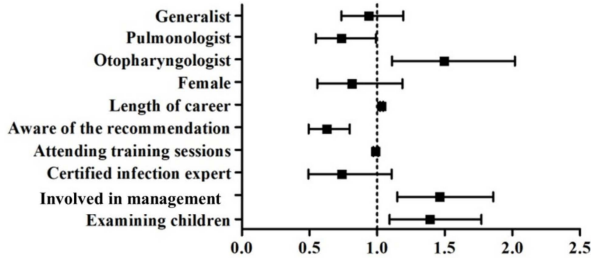 Generalist
Pulmonologist
Otopharyngologist
Female
Length of career
Aware of the recommendation
Attending training sessions
Certified infection expert
Involved in management
Examining children
0.0 0.5 1.0 1.5 2.0 2.5